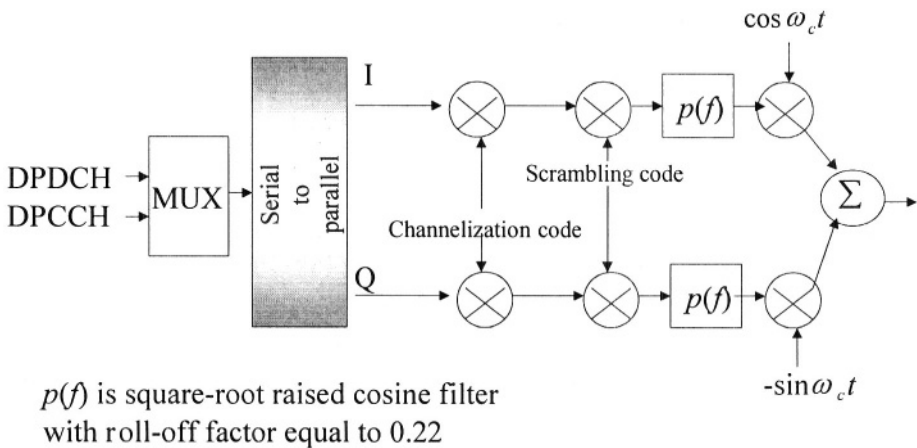 cos ω_c t
I
p(f)
DPDCH
DPCCH
MUX
Serial
to
parallel
Scrambling code
Channelization code
Σ
Q
p(f)
-sin ω_c t
p(f) is square-root raised cosine filter
with roll-off factor equal to 0.22